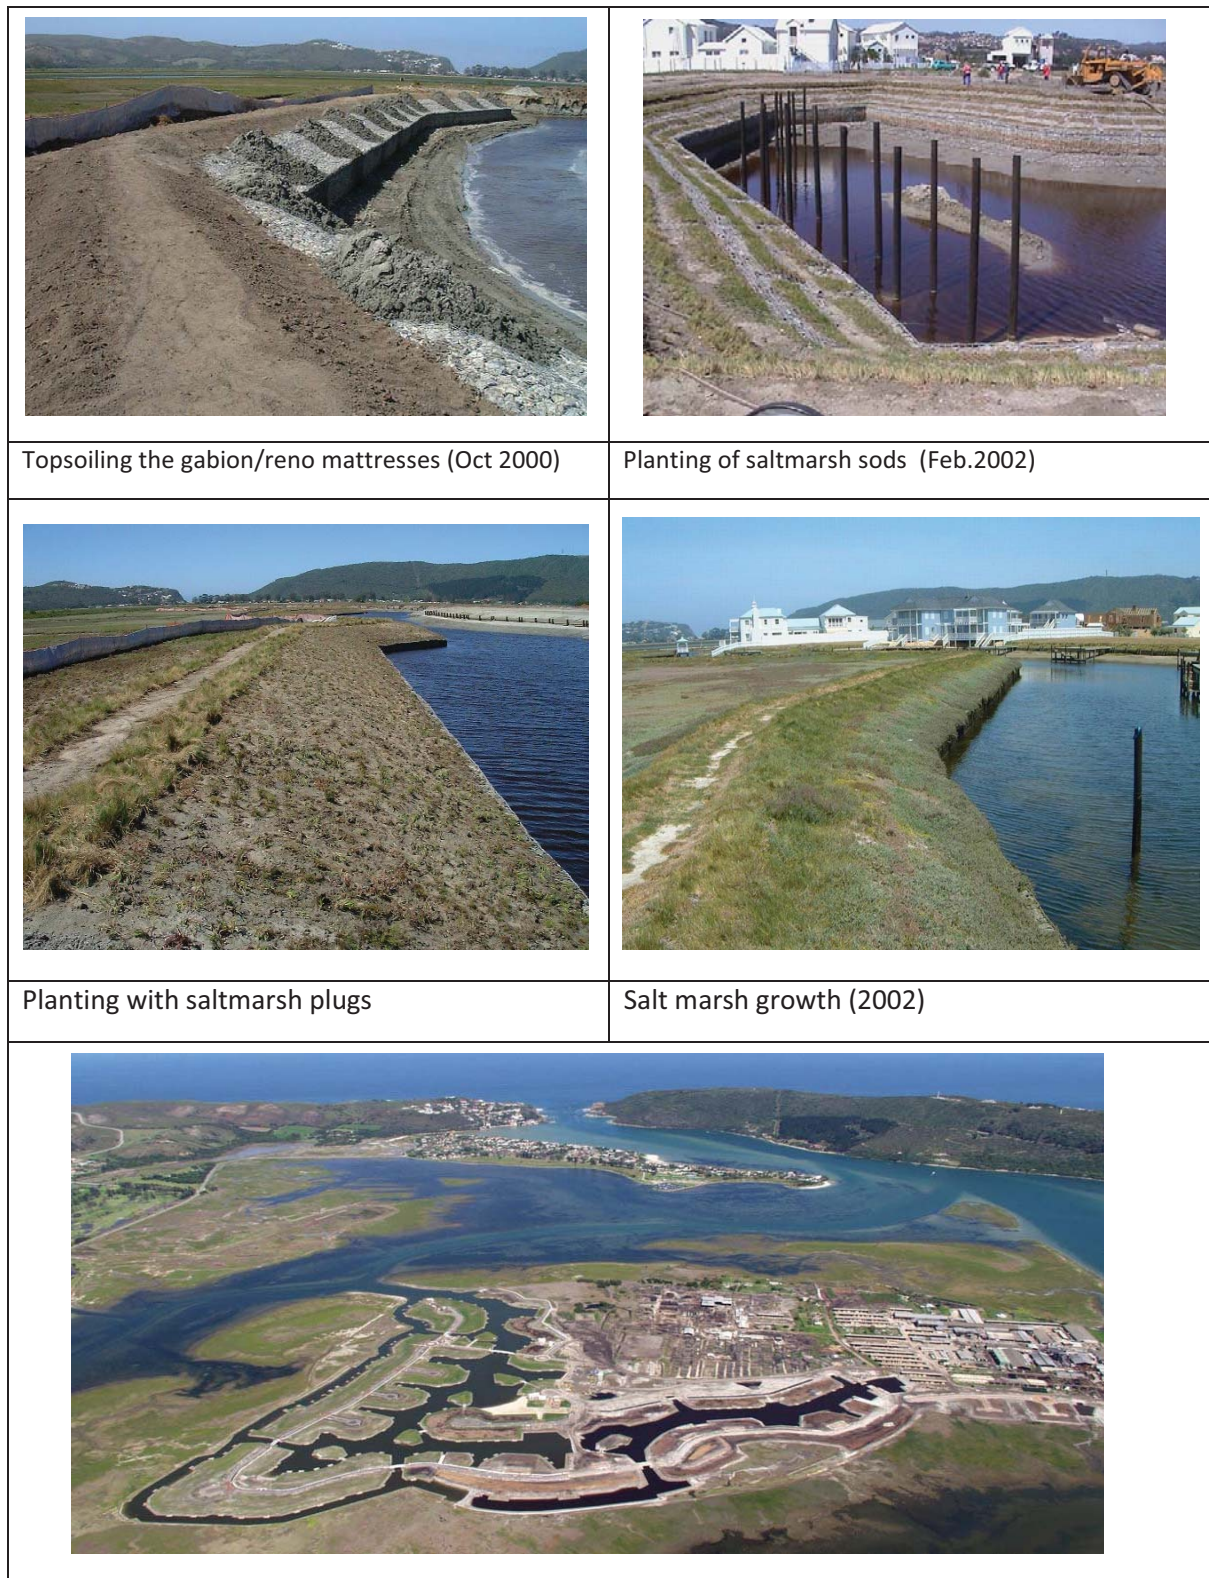 Topsoiling the gabion/reno mattresses (Oct 2000)
Planting of saltmarsh sods (Feb.2002)
Planting with saltmarsh plugs
Salt marsh growth (2002)